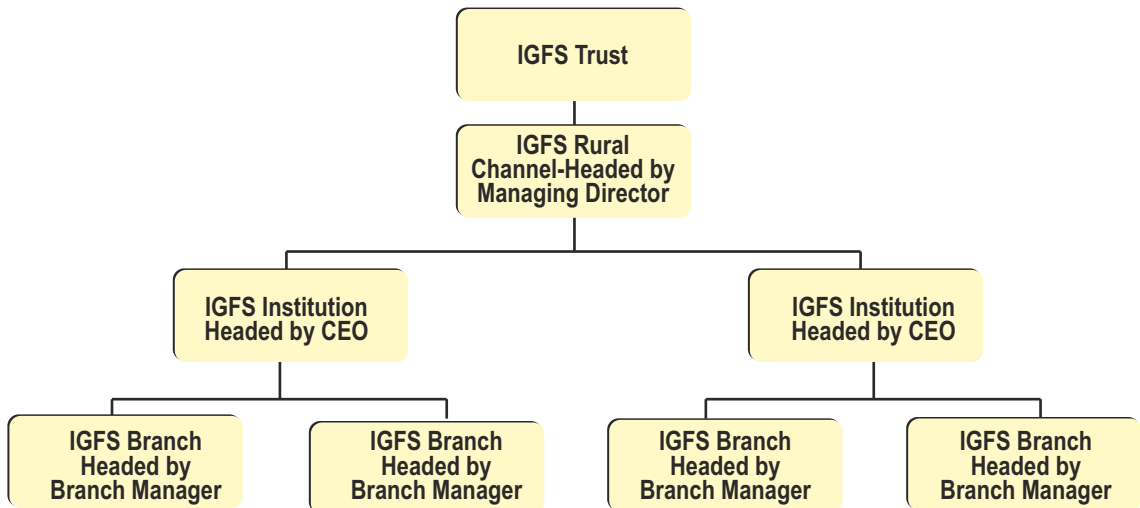 IGFS Trust
IGFS Rural
Channel-Headed by
Managing Director
IGFS Institution
Headed by CEO
IGFS Institution
Headed by CEO
IGFS Branch
Headed by
Branch Manager
IGFS Branch
Headed by
Branch Manager
IGFS Branch
Headed by
Branch Manager
IGFS Branch
Headed by
Branch Manager